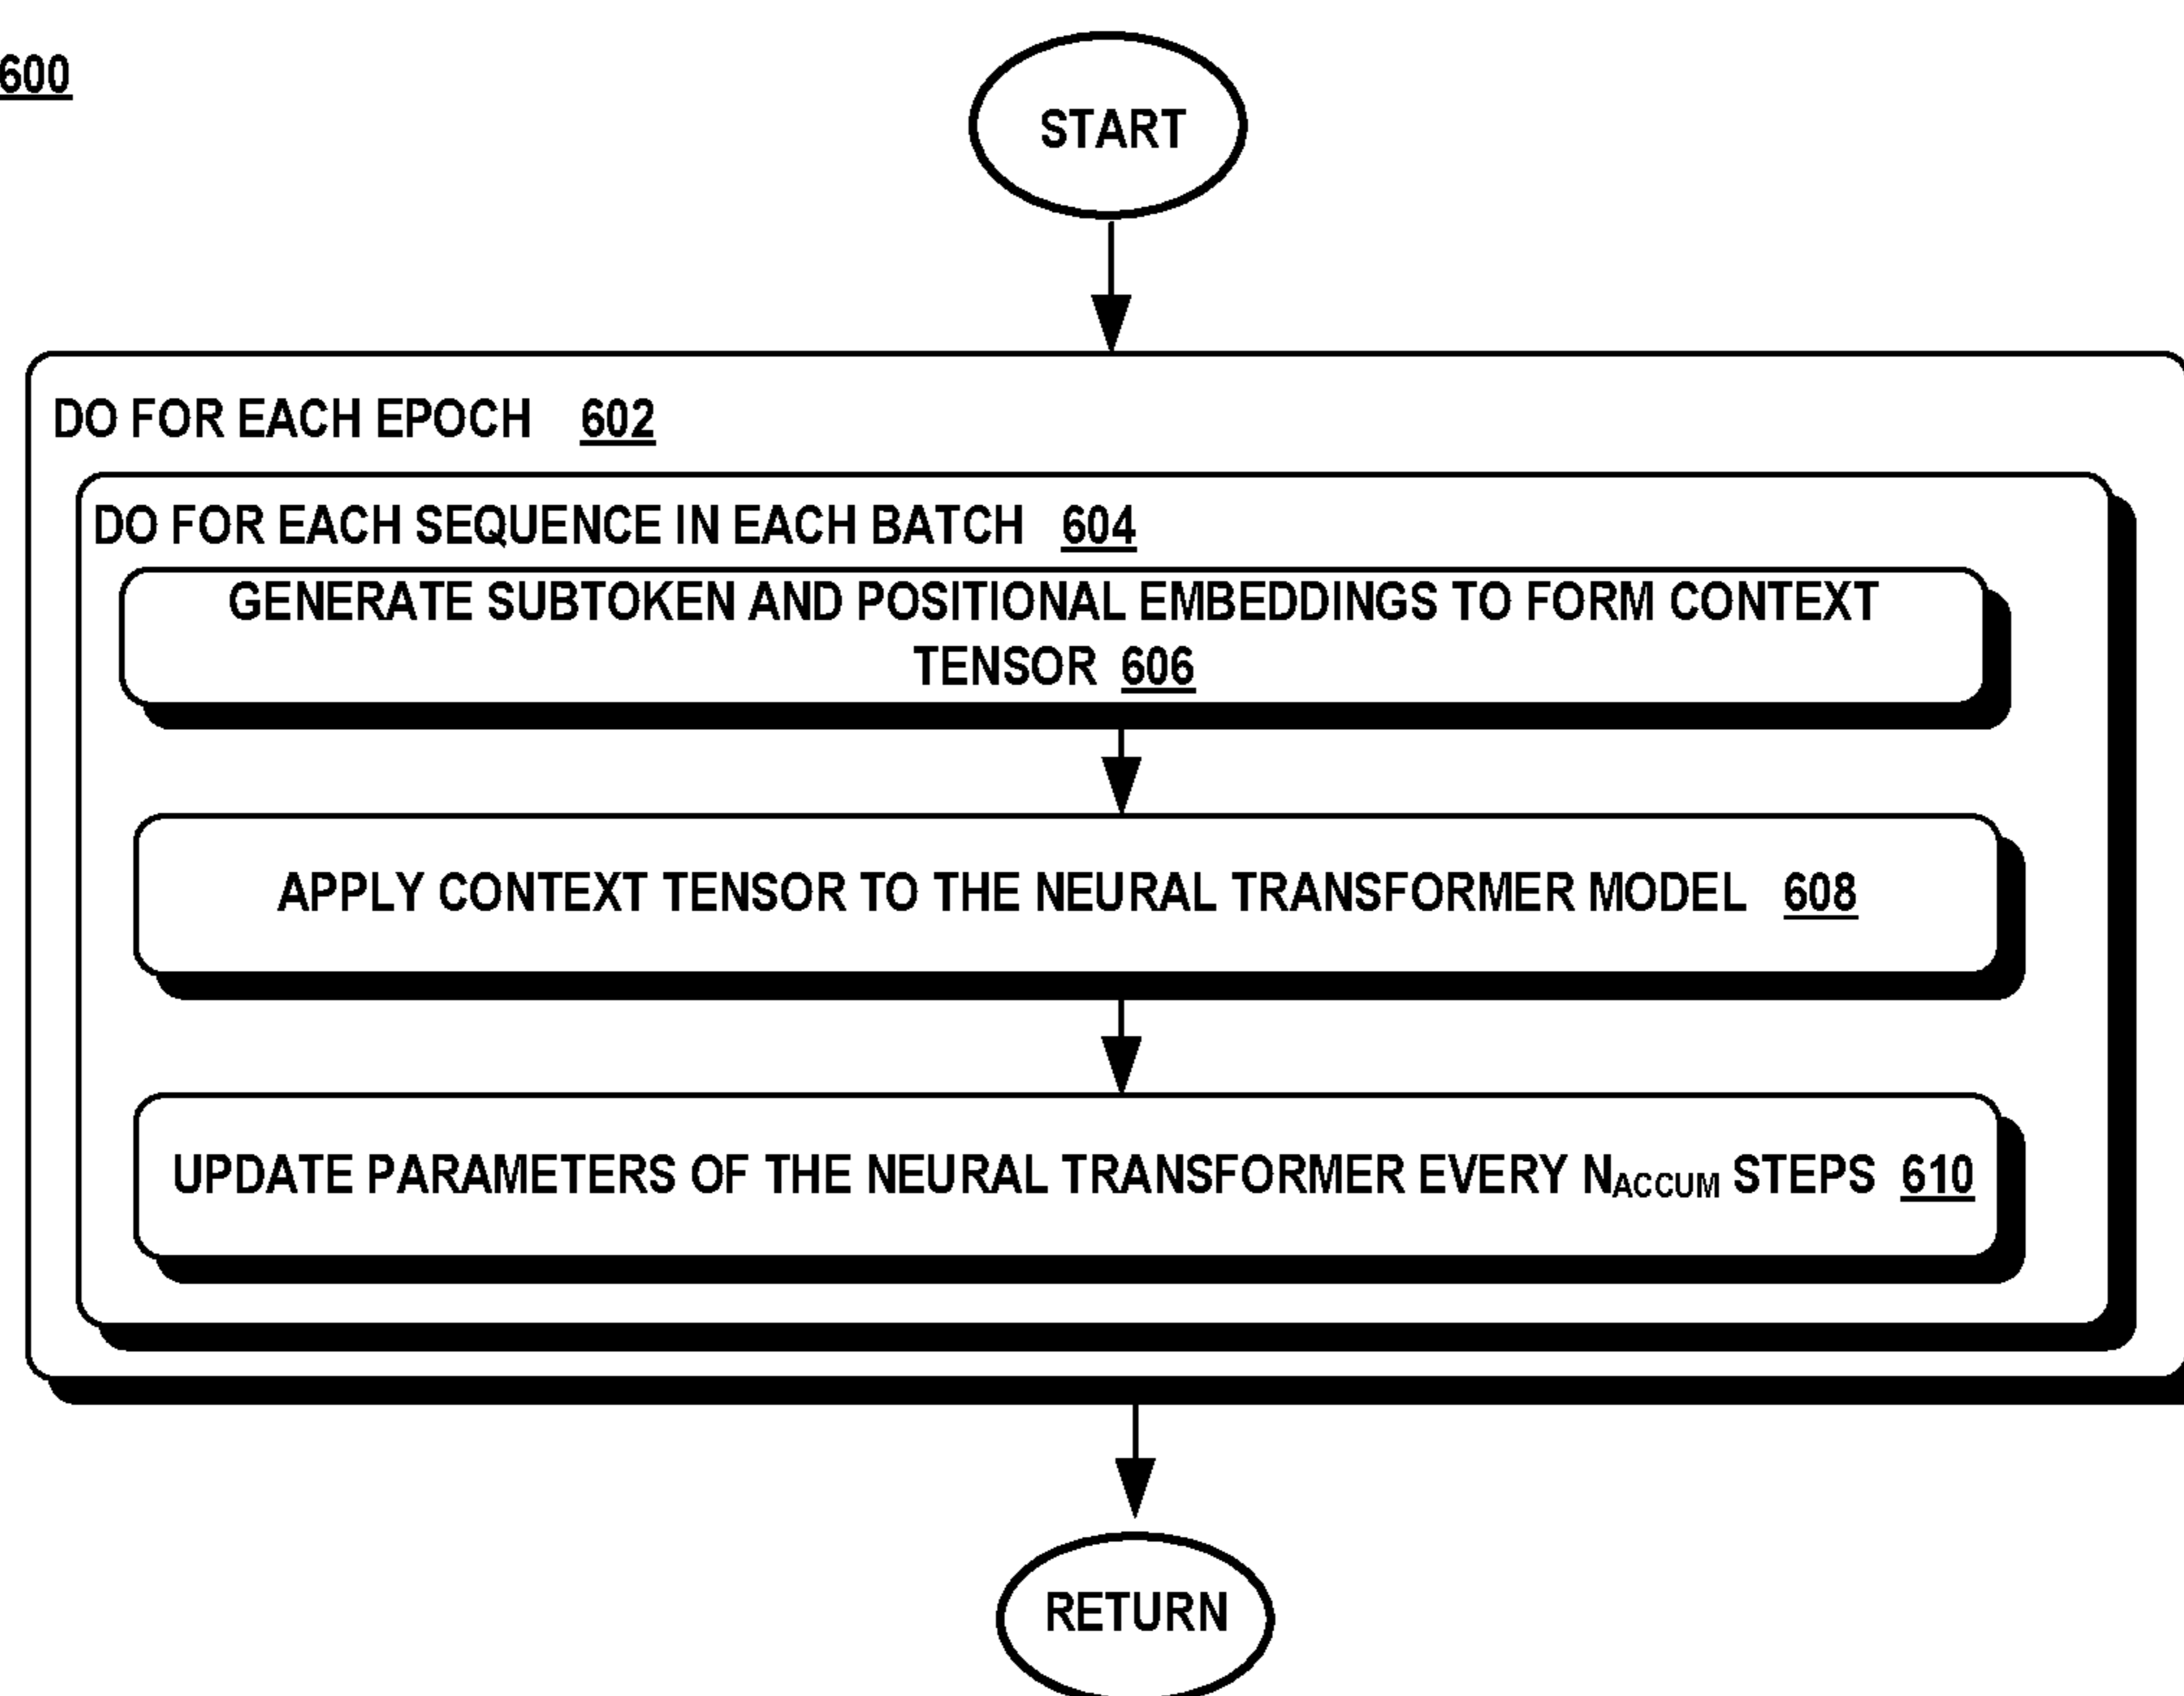 600
START
DO FOR EACH EPOCH 602
DO FOR EACH SEQUENCE IN EACH BATCH 604
GENERATE SUBTOKEN AND POSITIONAL EMBEDDINGS TO FORM CONTEXT
TENSOR 606
APPLY CONTEXT TENSOR TO THE NEURAL TRANSFORMER MODEL 608
UPDATE PARAMETERS OF THE NEURAL TRANSFORMER EVERY NACCUM STEPS 610
RETURN